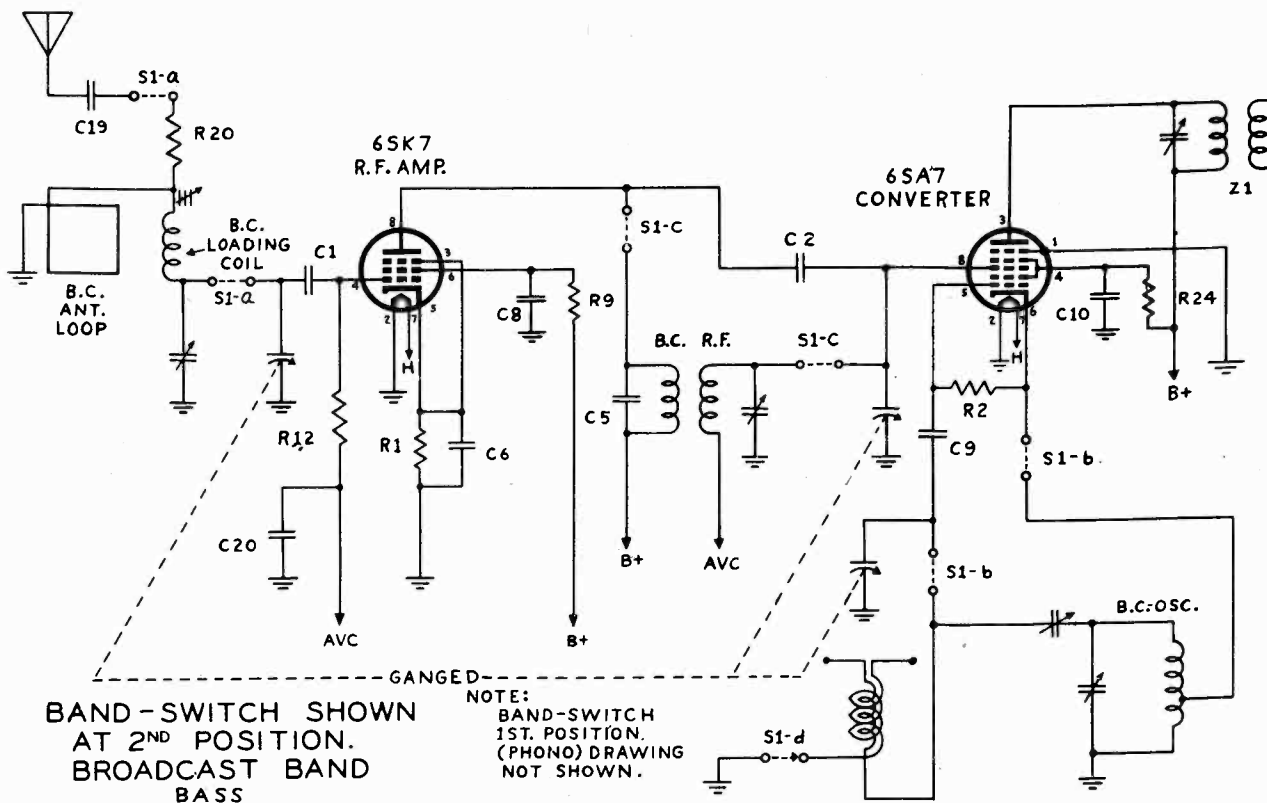 S1-a
C19
R20
6SK7
R.F. AMP.
6SA7
CONVERTER
Z1
B.C.
LOADING
COIL
S1-a
B.C.
ANT.
LOOP
C1
8
3
6
4
2
7
5
H
C8
R9
S1-C
C2
3
1
8
4
5
2
7
6
H
C10
R24
B+
B.C. R.F.
S1-C
C5
R12
R1
C6
R2
C9
S1-b
C20
AVC
B+
B+
AVC
S1-b
B.C. OSC.
GANGED
BAND-SWITCH SHOWN
AT 2ND POSITION.
BROADCAST BAND
BASS
NOTE:
BAND-SWITCH
1ST. POSITION.
(PHONO) DRAWING
NOT SHOWN.
S1-d